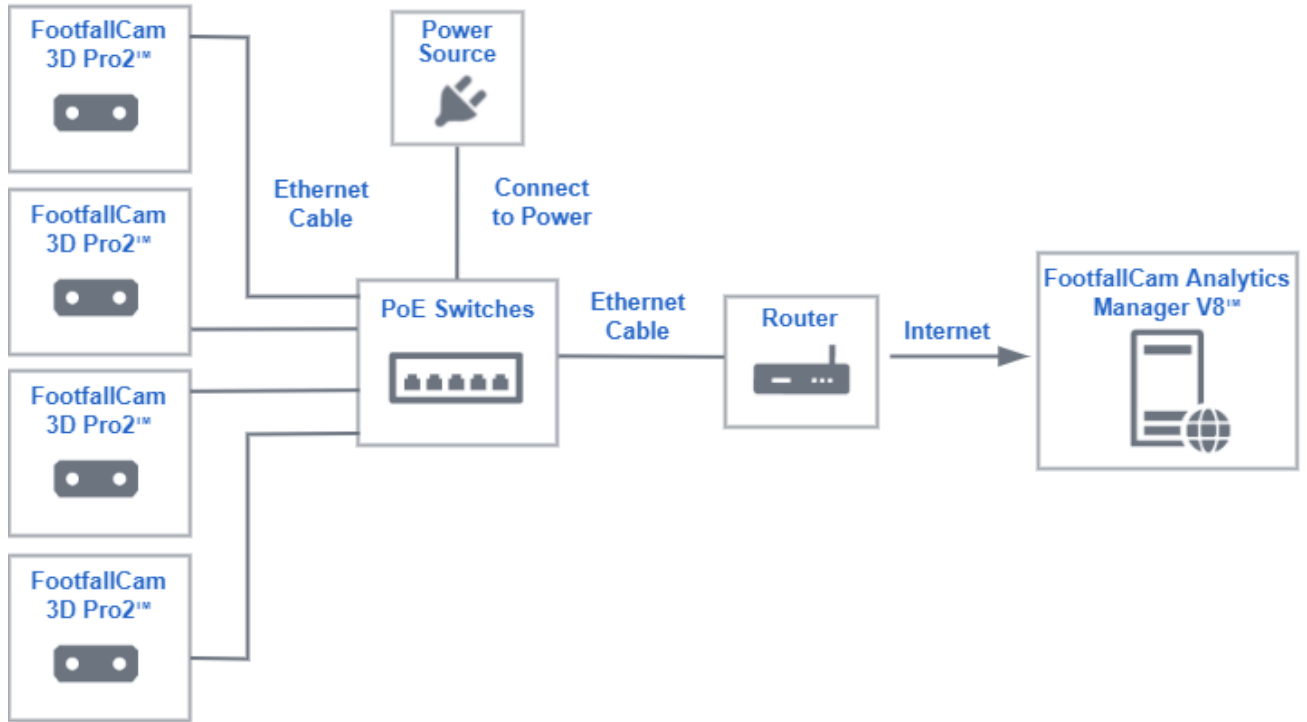 FootfallCam
3D Pro2™
Power
Source
Ethernet
Cable
Connect
to Power
FootfallCam
3D Pro2™
PoE Switches
Ethernet
Cable
Router
Internet
FootfallCam Analytics
Manager V8™
FootfallCam
3D Pro2™
FootfallCam
3D Pro2™